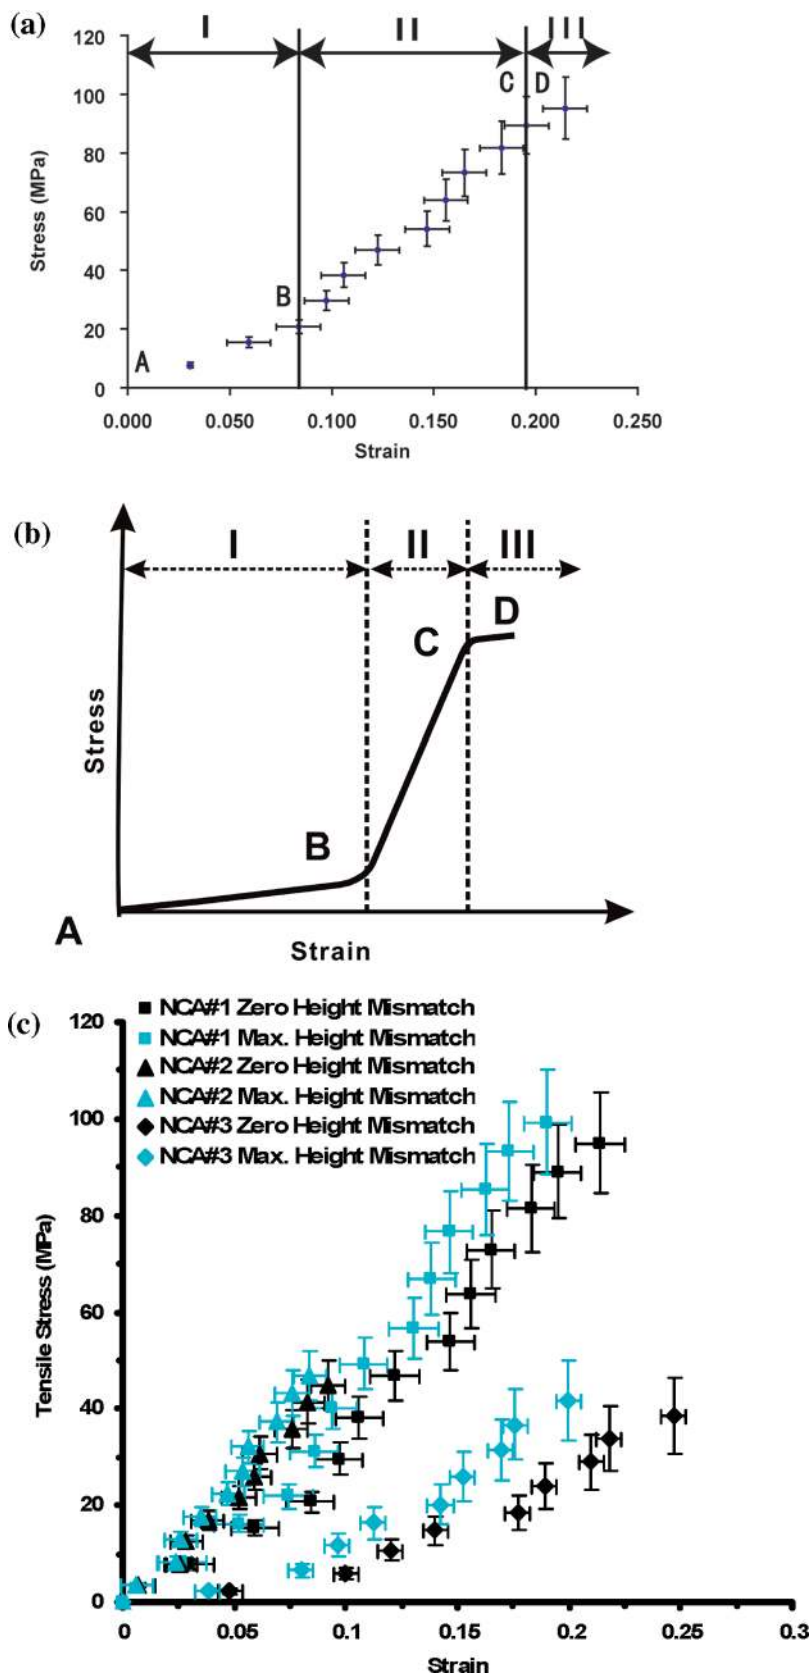 (a)
I II III
120
100
80
60
40
20
0
Stress (MPa)
A
B
C D
0.000 0.050 0.100 0.150 0.200 0.250
Strain
(b)
I II III
Stress
A
B
C
D
Strain
(c)
NCA#1 Zero Height Mismatch
NCA#1 Max. Height Mismatch
NCA#2 Zero Height Mismatch
NCA#2 Max. Height Mismatch
NCA#3 Zero Height Mismatch
NCA#3 Max. Height Mismatch
120
100
80
60
40
20
0
Tensile Stress (MPa)
0 0.05 0.1 0.15 0.2 0.25 0.3
Strain